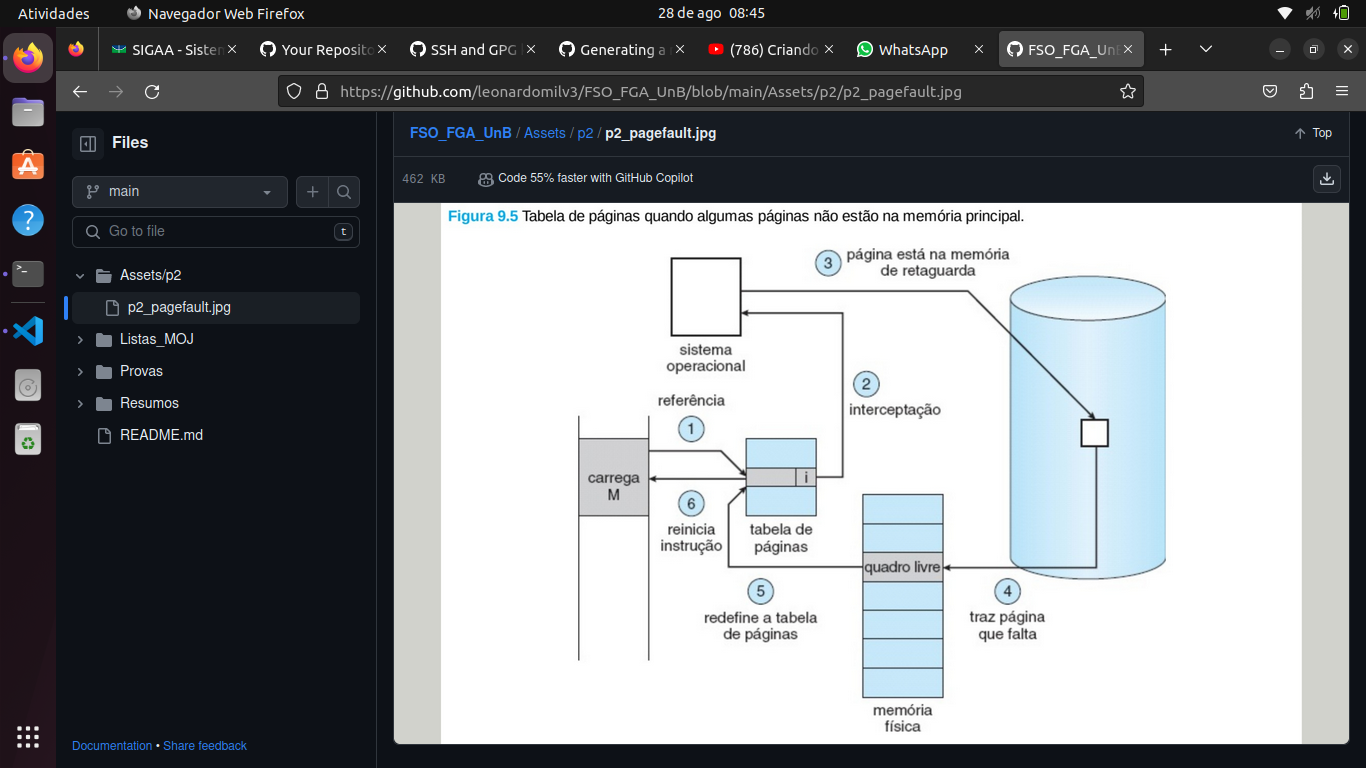 Atividades
Navegador Web Firefox
28 de ago 08:45
SIGAA - Sisten
Your Reposito
SSH and GPG
Generating a
(786) Criando
WhatsApp
FSO_FGA_Un
https://github.com/leonardomilv3/FSO_FGA_UnB/blob/main/Assets/p2/p2_pagefault.jpg
Files
main
Go to file
t
Assets/p2
p2_pagefault.jpg
Listas_MOJ
Provas
Resumos
README.md
Documentation • Share feedback
FSO_FGA_UnB / Assets / p2 / p2_pagefault.jpg
Top
462 KB
Code 55% faster with GitHub Copilot
Figura 9.5 Tabela de páginas quando algumas páginas não estão na memória principal.
3
página está na memória
de retaguarda
sistema
operacional
2
interceptação
referência
1
carrega
M
i
6
reinicia
instrução
tabela de
páginas
quadro livre
5
redefine a tabela
de páginas
4
traz página
que falta
memória
física